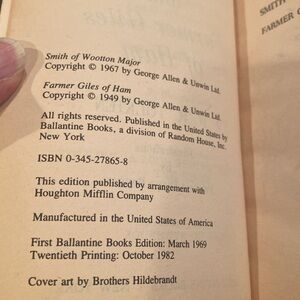 Smith of Wootton Major
Copyright © 1967 by George Allen & Unwin Ltd.
Farmer Giles of Ham
Copyright © 1949 by George Allen & Unwin Ltd.
All rights reserved. Published in the United States by
Ballantine Books, a division of Random House, Inc.
New York
ISBN 0-345-27865-8
This edition published by arrangement with
Houghton Mifflin Company
Manufactured in the United States of America
First Ballantine Books Edition: March 1969
Twentieth Printing: October 1982
Cover art by Brothers Hildebrandt
SMITH
FARMER G